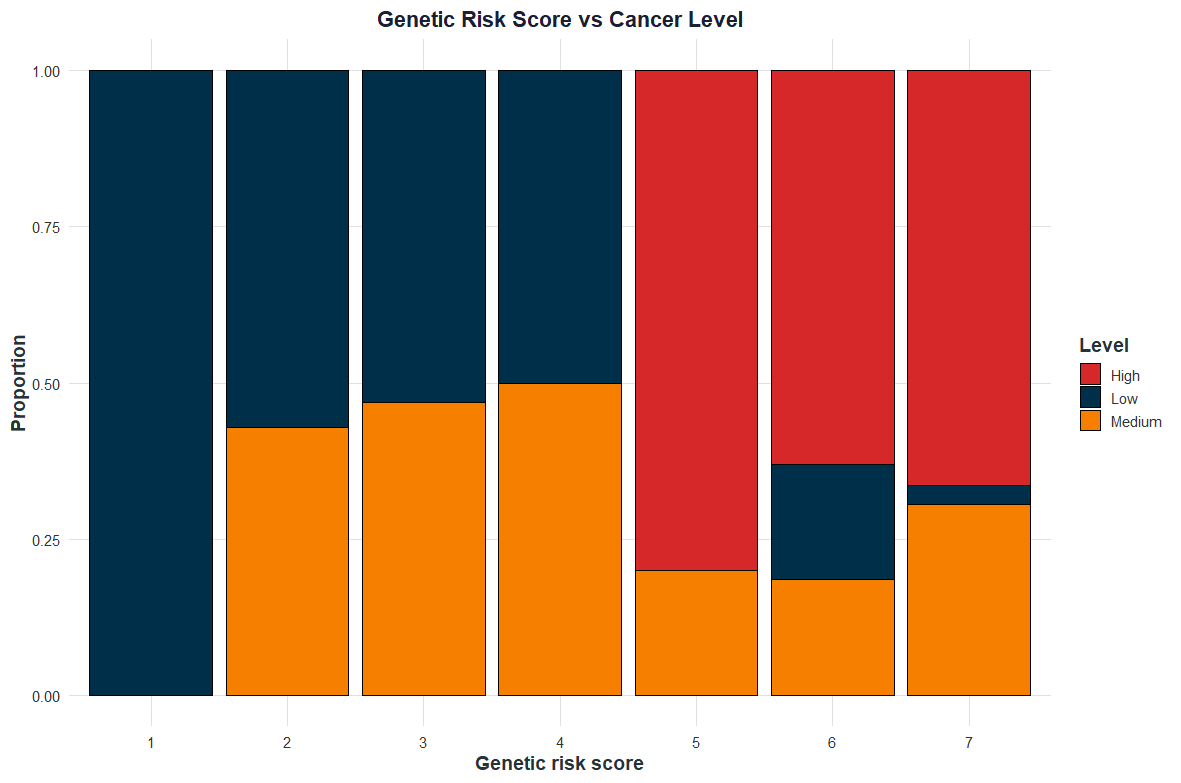 Genetic Risk Score vs Cancer Level
1.00
0.75
0.50
0.25
0.00
Proportion
1 2 3 4 5 6 7
Genetic risk score
Level
High
Low
Medium